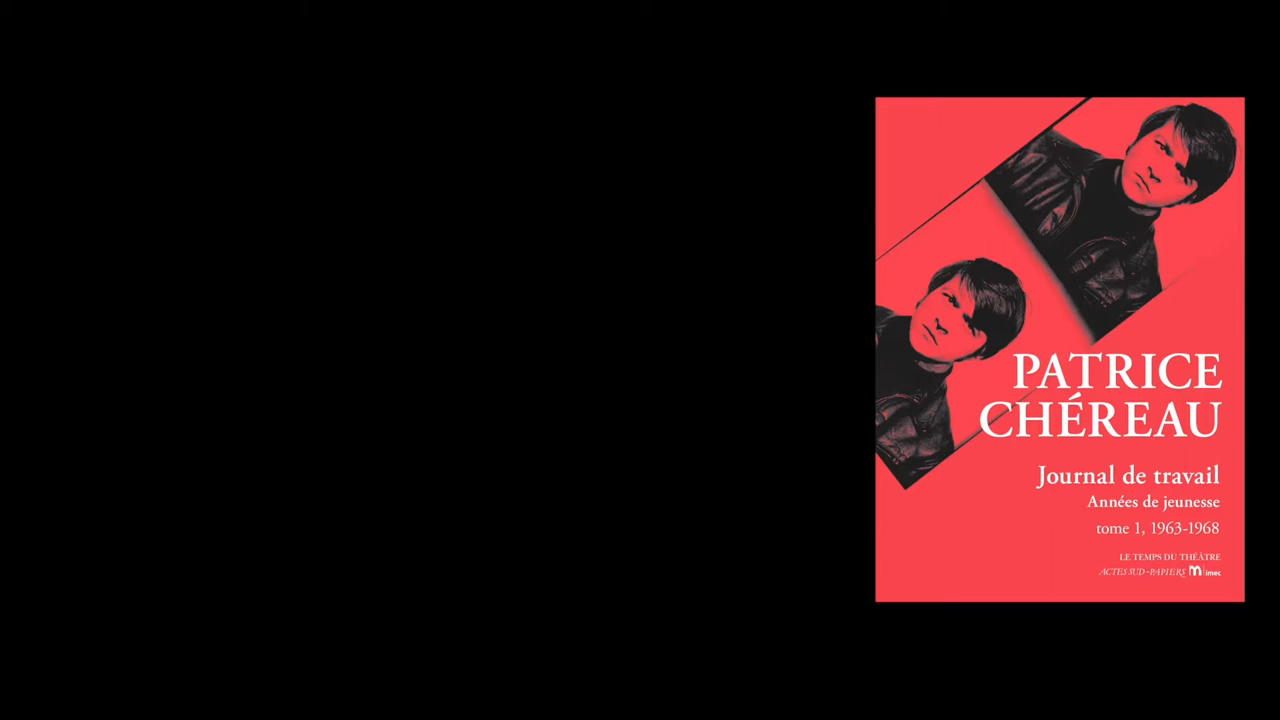 PATRICE
CHÉREAU
Journal de travail
Années de jeunesse
tome 1, 1963-1968
LE TEMPS DU THÉÂTRE
ACTES SUD-PAPIERS imec